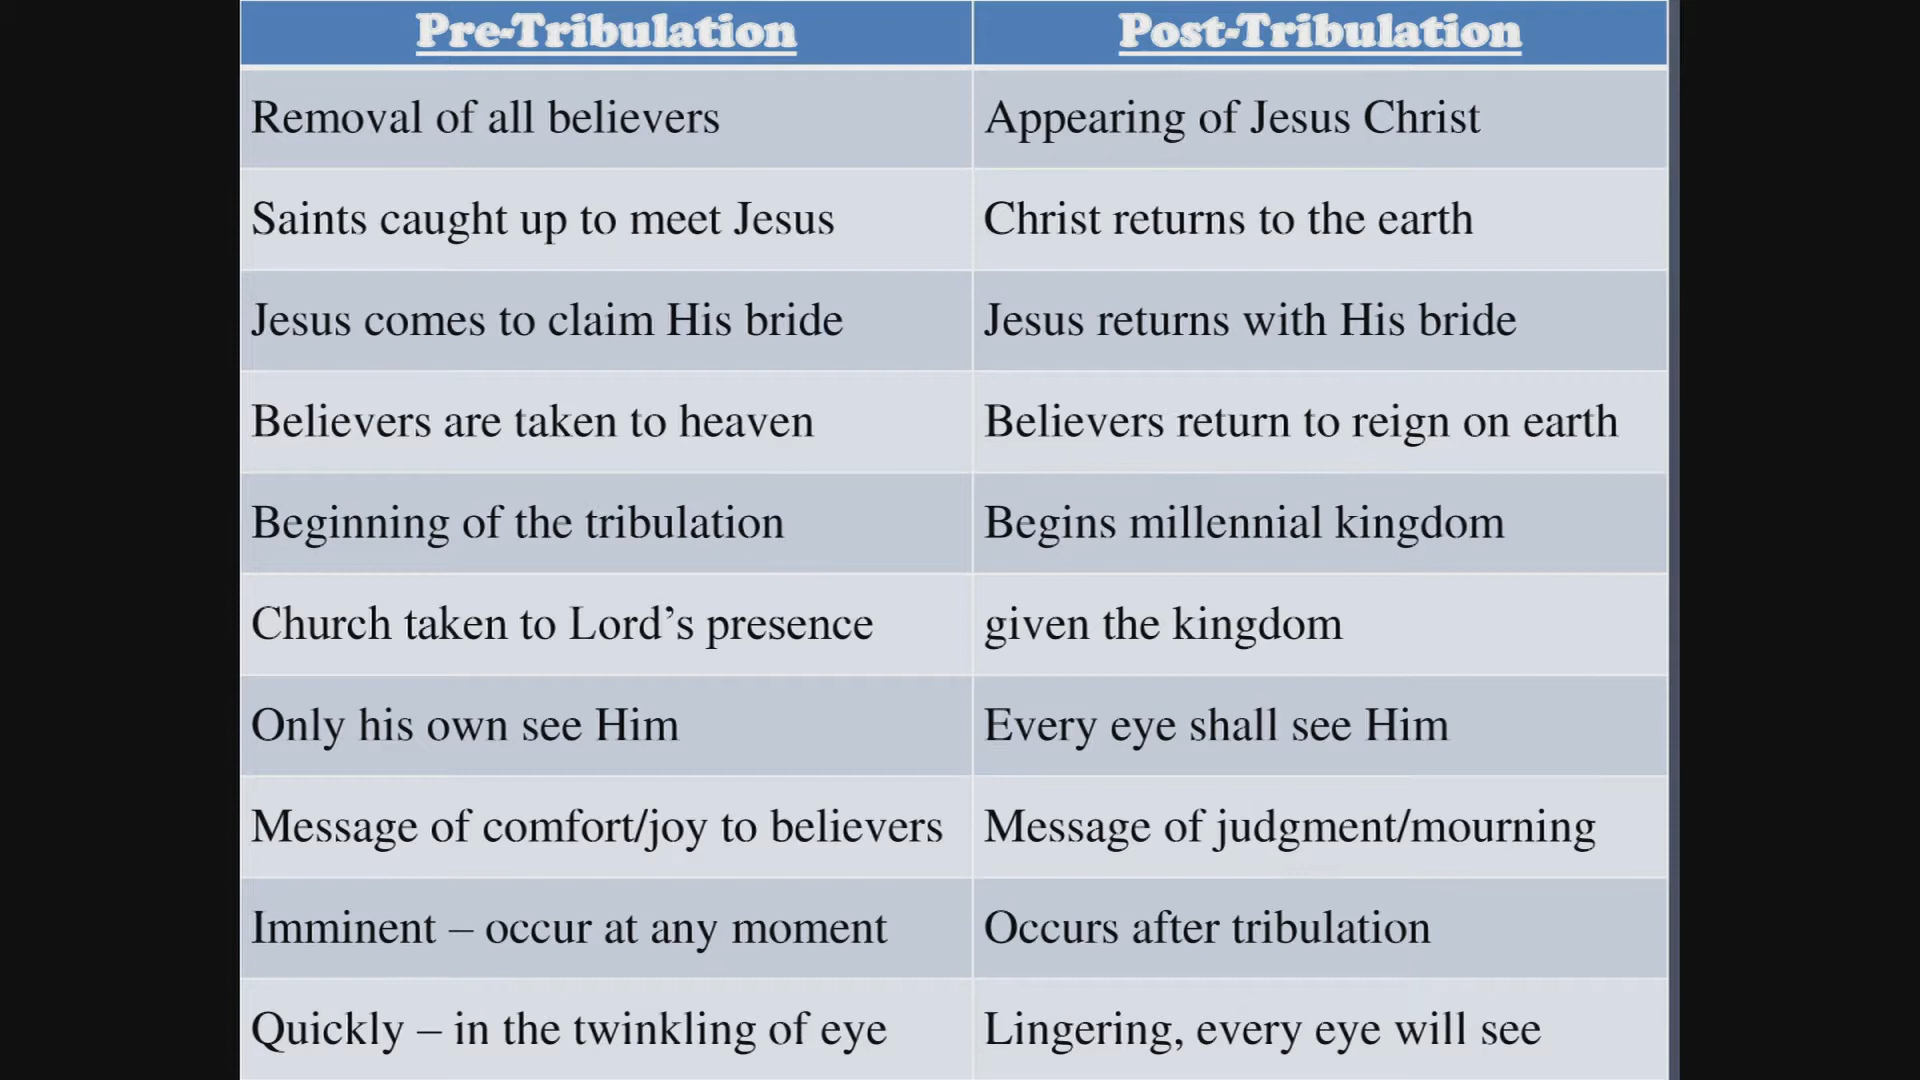 Pre-Tribulation Post-Tribulation
Removal of all believers Appearing of Jesus Christ
Saints caught up to meet Jesus Christ returns to the earth
Jesus comes to claim His bride Jesus returns with His bride
Believers are taken to heaven Believers return to reign on earth
Beginning of the tribulation Begins millennial kingdom
Church taken to Lord’s presence given the kingdom
Only his own see Him Every eye shall see Him
Message of comfort/joy to believers Message of judgment/mourning
Imminent – occur at any moment Occurs after tribulation
Quickly – in the twinkling of eye Lingering, every eye will see